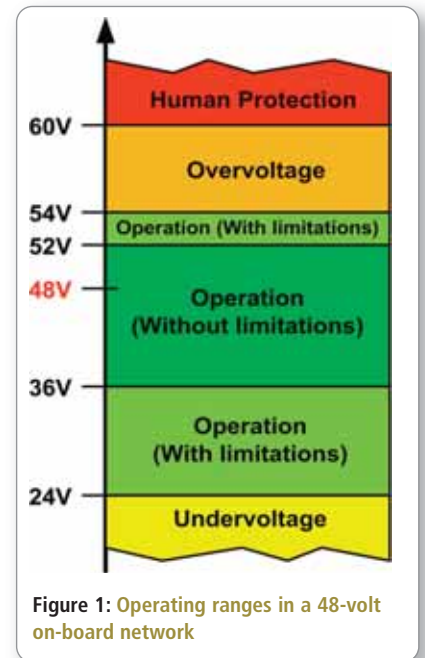 Human Protection
60V
Overvoltage
54V
Operation (With limitations)
52V
48V
Operation
(Without limitations)
36V
Operation
(With limitations)
24V
Undervoltage
Figure 1: Operating ranges in a 48-volt
on-board network